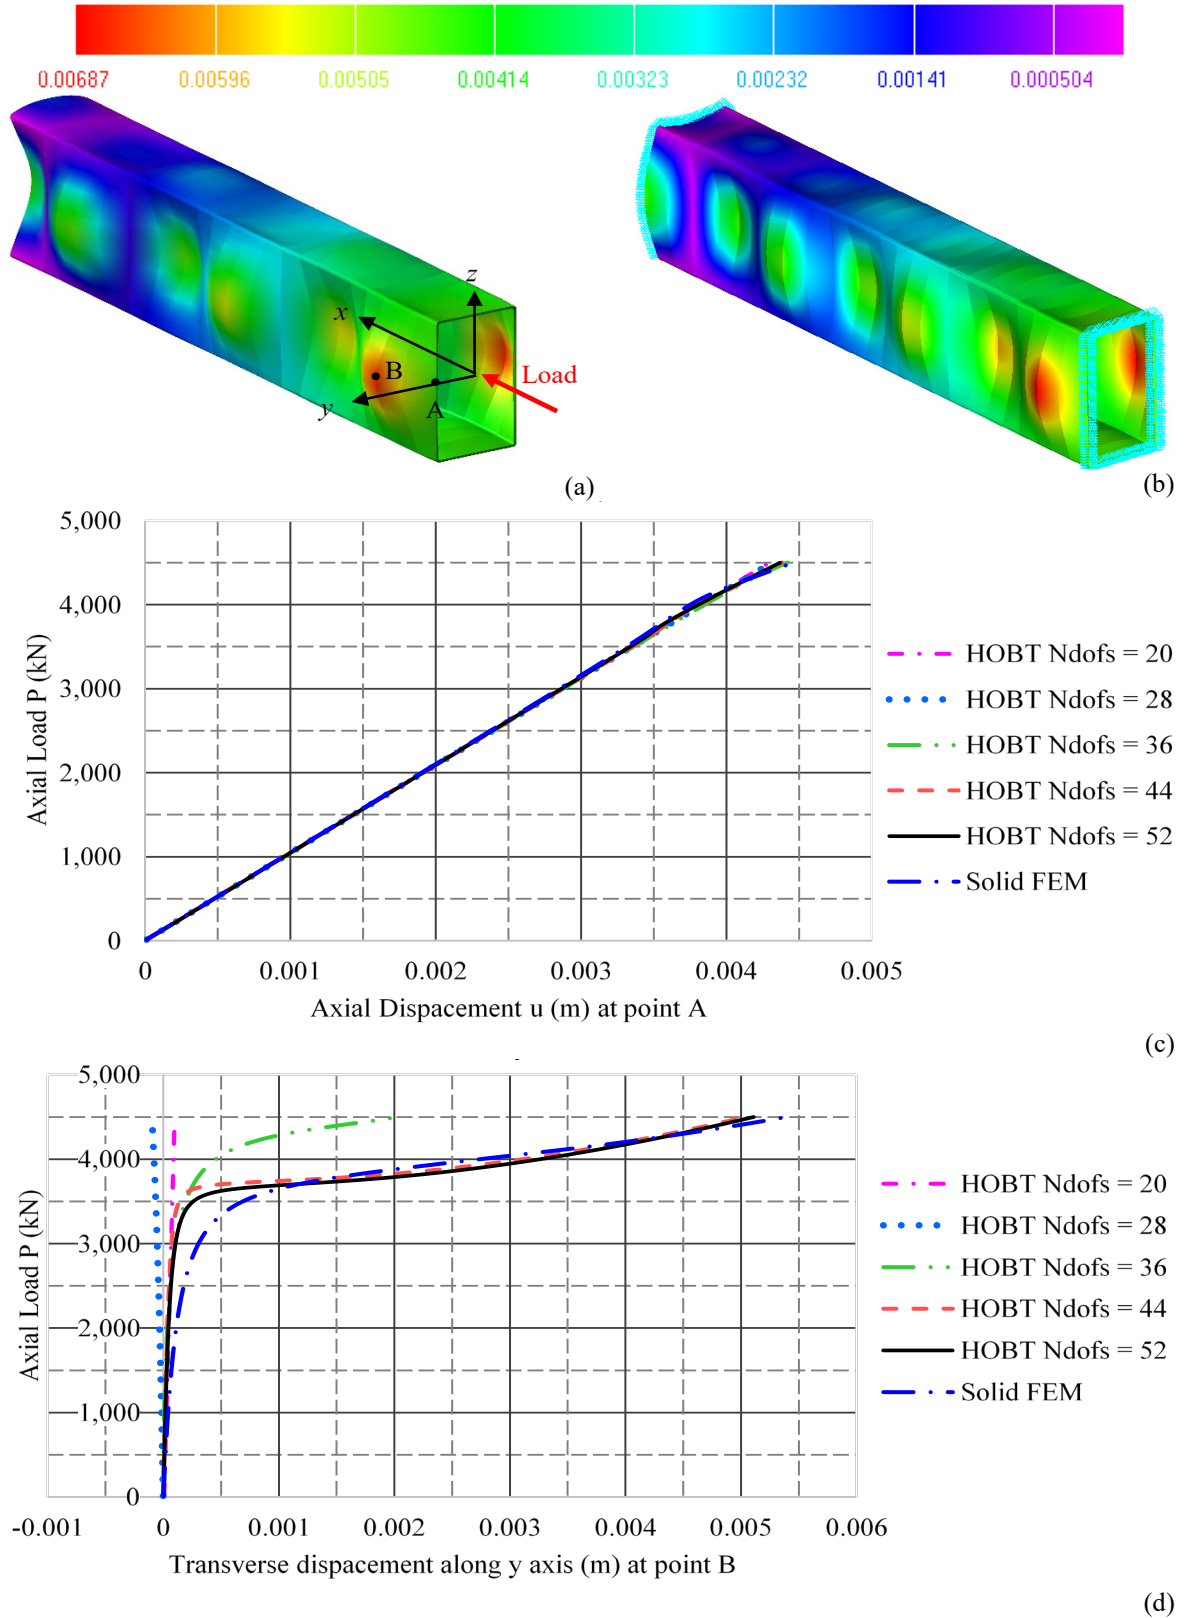 0.00687 0.00596 0.00505 0.00414 0.00323 0.00232 0.00141 0.000504
z
x
B
Load
y
A
(a)
(b)
5,000
4,000
3,000
2,000
1,000
0
Axial Load P (kN)
0 0.001 0.002 0.003 0.004 0.005
Axial Dispacement u (m) at point A
HOBT Ndofs = 20
HOBT Ndofs = 28
HOBT Ndofs = 36
HOBT Ndofs = 44
HOBT Ndofs = 52
Solid FEM
(c)
5,000
4,000
3,000
2,000
1,000
0
Axial Load P (kN)
-0.001 0 0.001 0.002 0.003 0.004 0.005 0.006
Transverse dispacement along y axis (m) at point B
HOBT Ndofs = 20
HOBT Ndofs = 28
HOBT Ndofs = 36
HOBT Ndofs = 44
HOBT Ndofs = 52
Solid FEM
(d)